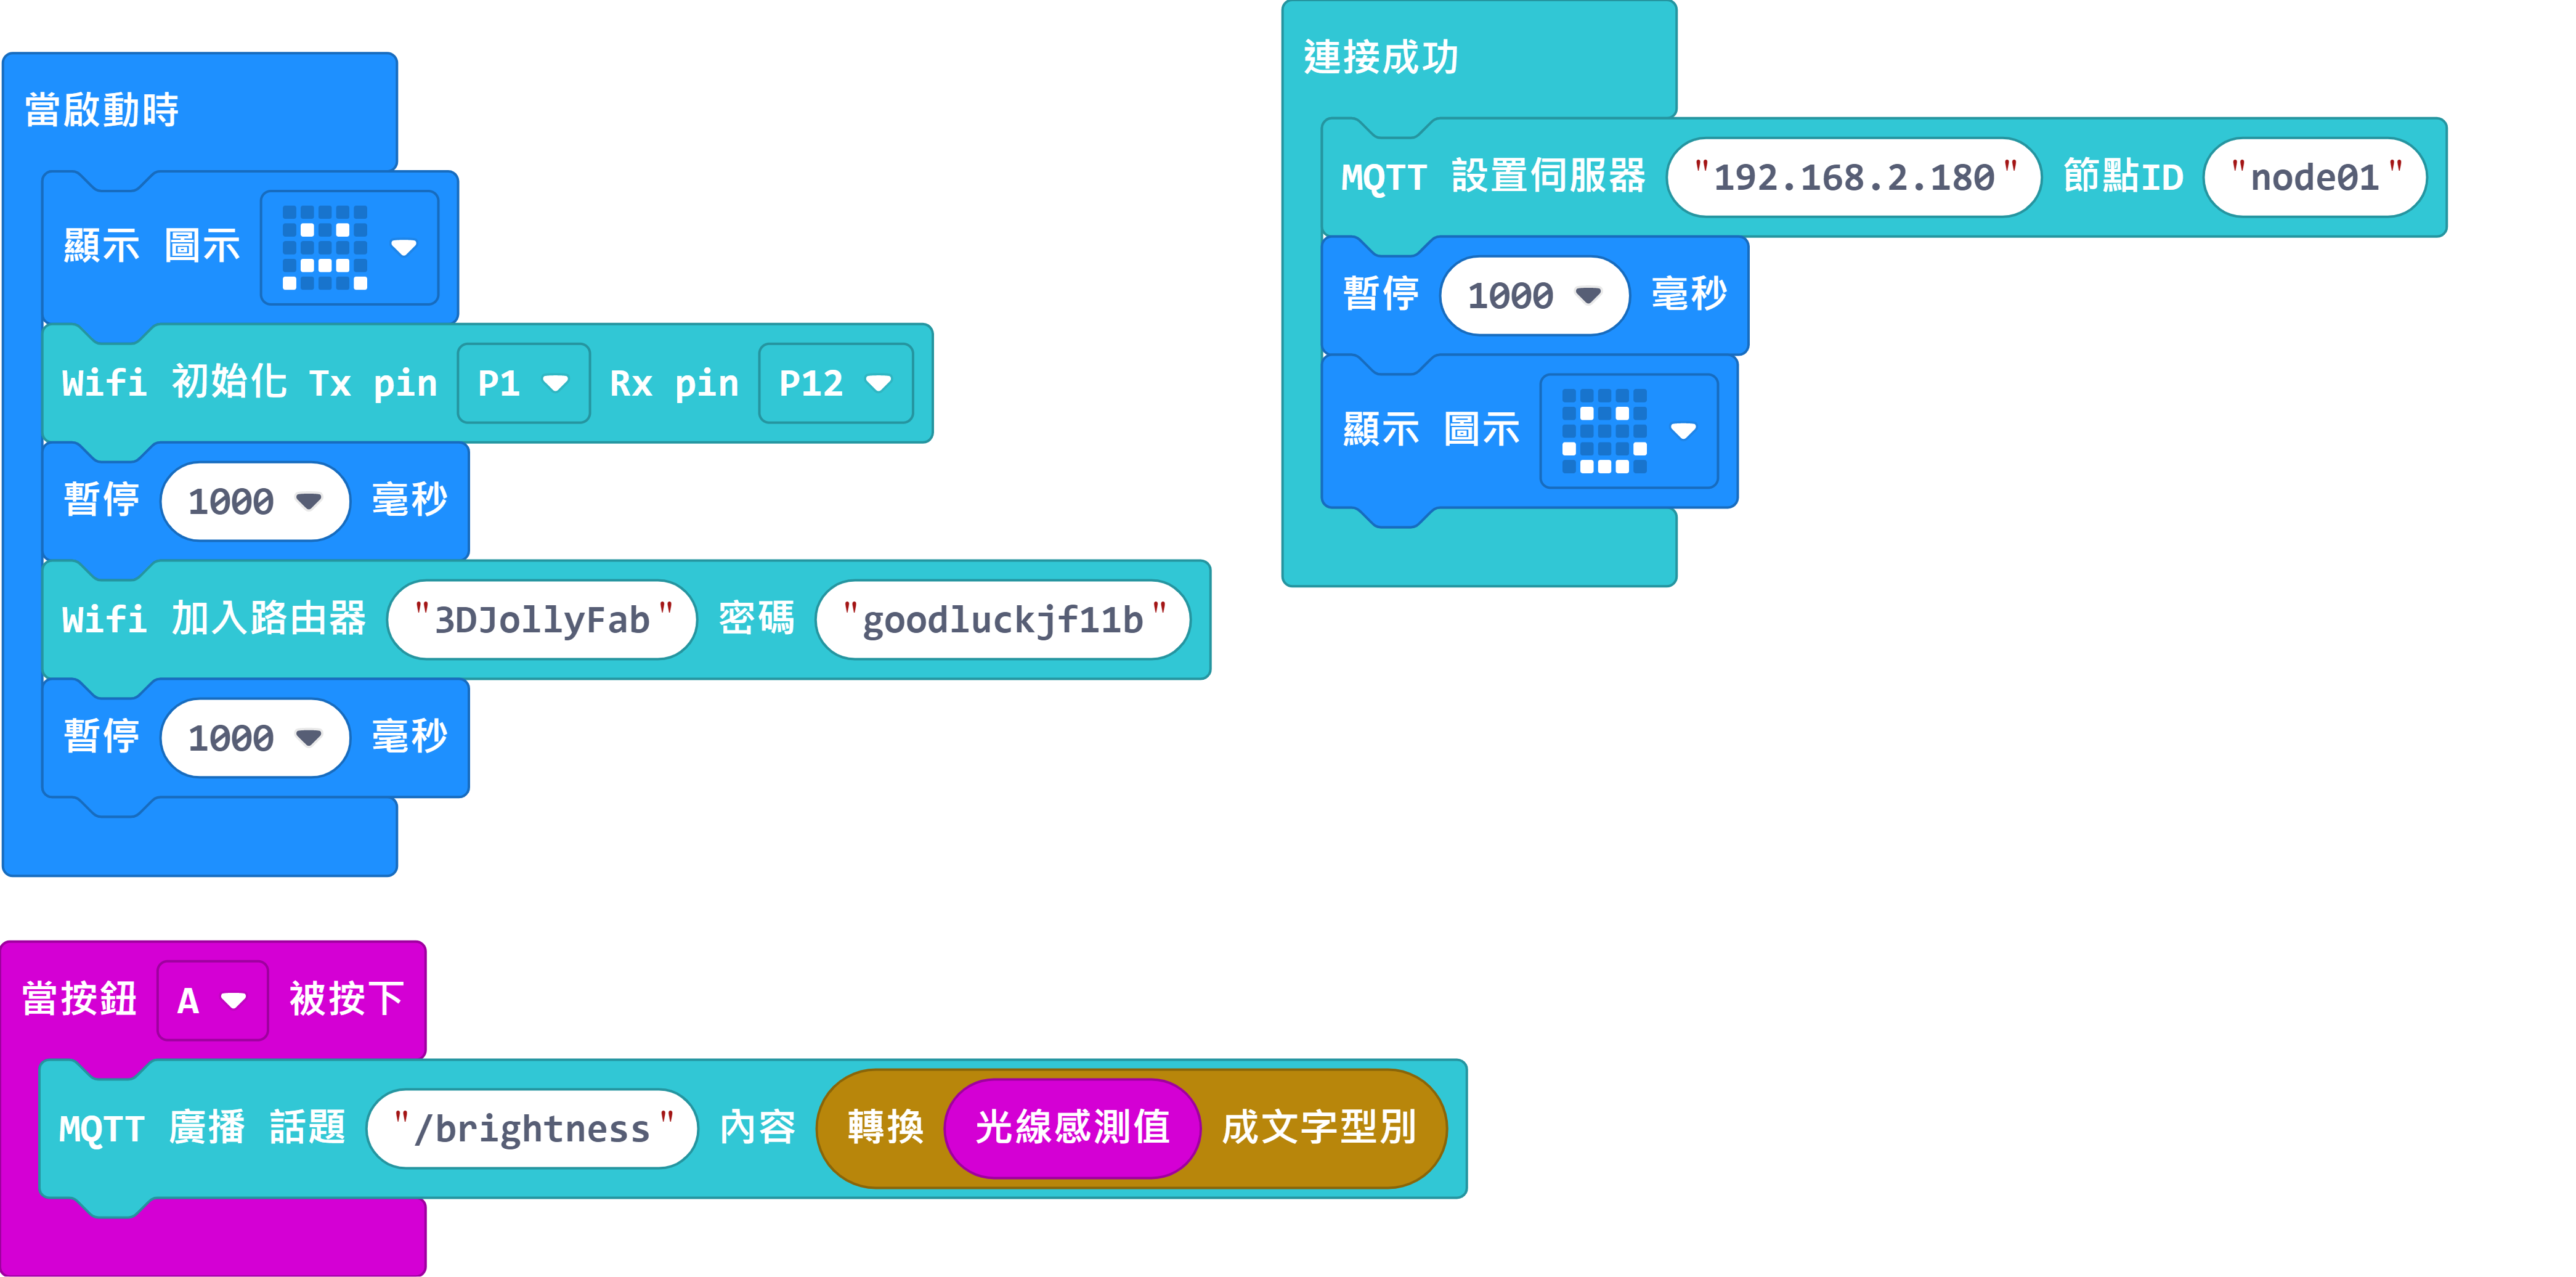 當啟動時
顯示 圖示
Wifi 初始化 Tx pin P1 Rx pin P12
暫停 1000 毫秒
Wifi 加入路由器 "3DJollyFab" 密碼 "goodluckjf11b"
暫停 1000 毫秒
連接成功
MQTT 設置伺服器 "192.168.2.180" 節點ID "node01"
暫停 1000 毫秒
顯示 圖示
當按鈕 A 被按下
MQTT 廣播 話題 "/brightness" 內容 轉換 光線感測值 成文字型別